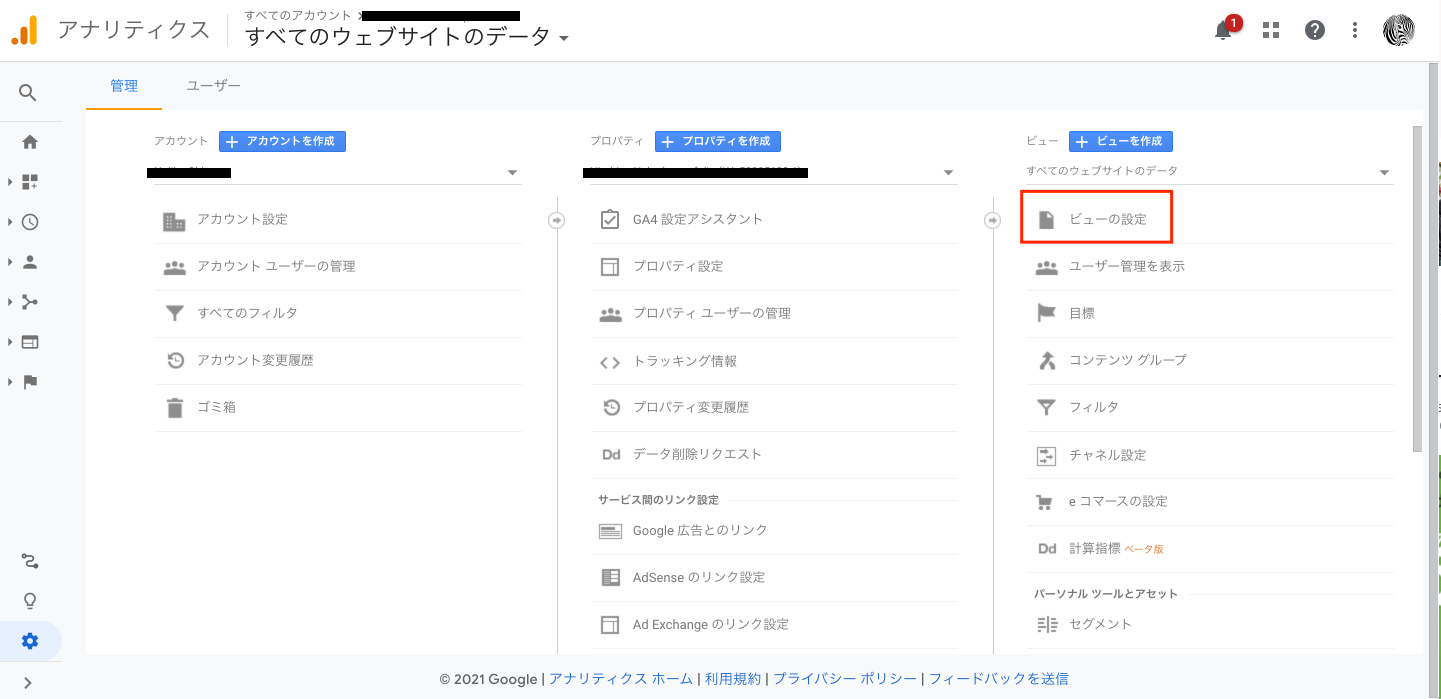 アナリティクス
すべてのアカウント
すべてのウェブサイトのデータ
1
管理
ユーザー
アカウント
アカウントを作成
アカウント設定
アカウント ユーザーの管理
すべてのフィルタ
アカウント変更履歴
ゴミ箱
プロパティ
プロパティを作成
GA4 設定アシスタント
プロパティ設定
プロパティ ユーザーの管理
トラッキング情報
プロパティ変更履歴
Dd データ削除リクエスト
サービス間のリンク設定
Google 広告とのリンク
AdSense のリンク設定
Ad Exchange のリンク設定
ビュー
ビューを作成
すべてのウェブサイトのデータ
ビューの設定
ユーザー管理を表示
目標
コンテンツ グループ
フィルタ
チャネル設定
e コマースの設定
Dd 計算指標 ベータ版
パーソナル ツールとアセット
セグメント
© 2021 Google | アナリティクス ホーム | 利用規約 | プライバシー ポリシー | フィードバックを送信